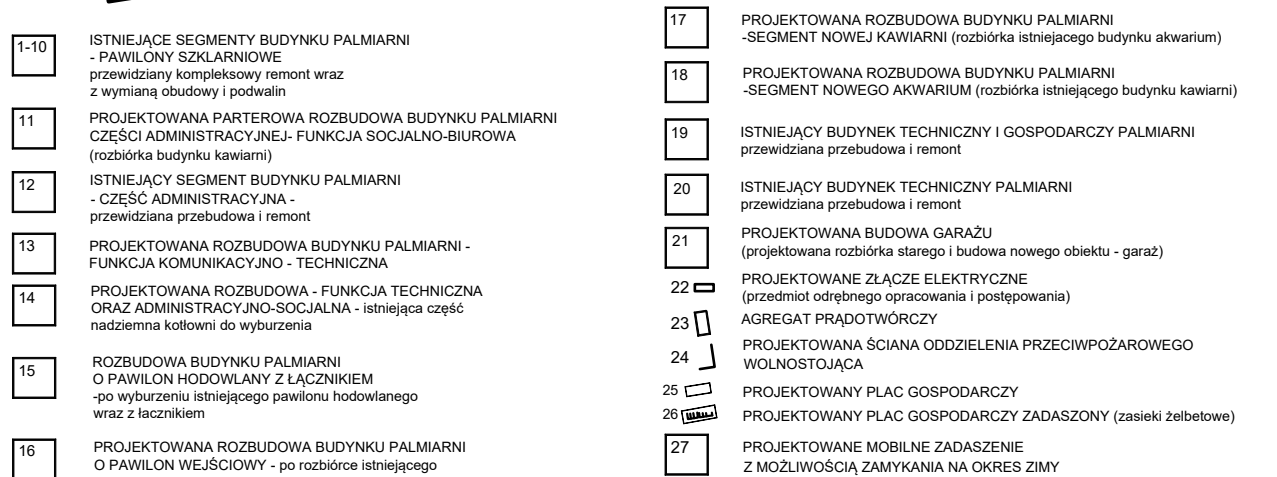 1-10
ISTNIEJĄCE SEGMENTY BUDYNKU PALMIARNI
- PAWILONY SZKLARNIOWE
przewidziany kompleksowy remont wraz
z wymianą obudowy i podwalin
11
PROJEKTOWANA PARTEROWA ROZBUDOWA BUDYNKU PALMIARNI
CZĘŚCI ADMINISTRACYJNEJ- FUNKCJA SOCJALNO-BIUROWA
(rozbiórka budynku kawiarni)
12
ISTNIEJĄCY SEGMENT BUDYNKU PALMIARNI
- CZĘŚĆ ADMINISTRACYJNA -
przewidziana przebudowa i remont
13
PROJEKTOWANA ROZBUDOWA BUDYNKU PALMIARNI -
FUNKCJA KOMUNIKACYJNO - TECHNICZNA
14
PROJEKTOWANA ROZBUDOWA - FUNKCJA TECHNICZNA
ORAZ ADMINISTRACYJNO-SOCJALNA - istniejąca część
nadziemna kotłowni do wyburzenia
15
ROZBUDOWA BUDYNKU PALMIARNI
O PAWILON HODOWLANY Z ŁĄCZNIKIEM
-po wyburzeniu istniejącego pawilonu hodowlanego
wraz z łacznikiem
16
PROJEKTOWANA ROZBUDOWA BUDYNKU PALMIARNI
O PAWILON WEJŚCIOWY - po rozbiórce istniejącego
17
PROJEKTOWANA ROZBUDOWA BUDYNKU PALMIARNI
-SEGMENT NOWEJ KAWIARNI (rozbiórka istniejacego budynku akwarium)
18
PROJEKTOWANA ROZBUDOWA BUDYNKU PALMIARNI
-SEGMENT NOWEGO AKWARIUM (rozbiórka istniejącego budynku kawiarni)
19
ISTNIEJĄCY BUDYNEK TECHNICZNY I GOSPODARCZY PALMIARNI
przewidziana przebudowa i remont
20
ISTNIEJĄCY BUDYNEK TECHNICZNY PALMIARNI
przewidziana przebudowa i remont
21
PROJEKTOWANA BUDOWA GARAŻU
(projektowana rozbiórka starego i budowa nowego obiektu - garaż)
22
PROJEKTOWANE ZŁĄCZE ELEKTRYCZNE
(przedmiot odrębnego opracowania i postępowania)
23
AGREGAT PRĄDOTWÓRCZY
24
PROJEKTOWANA ŚCIANA ODDZIELENIA PRZECIWPOŻAROWEGO
WOLNOSTOJĄCA
25
PROJEKTOWANY PLAC GOSPODARCZY
26
PROJEKTOWANY PLAC GOSPODARCZY ZADASZONY (zasieki żelbetowe)
27
PROJEKTOWANE MOBILNE ZADASZENIE
Z MOŻLIWOŚCIĄ ZAMYKANIA NA OKRES ZIMY